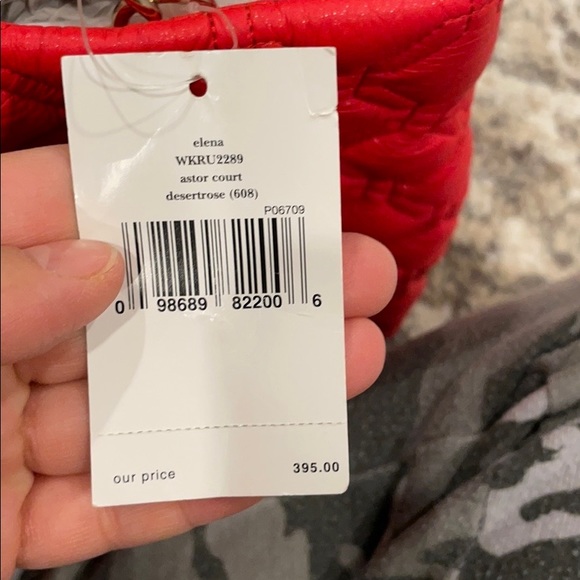 elena
WKRU2289
astor court
desertrose (608)
P06709
0 98689 82200 6
our price 395.00